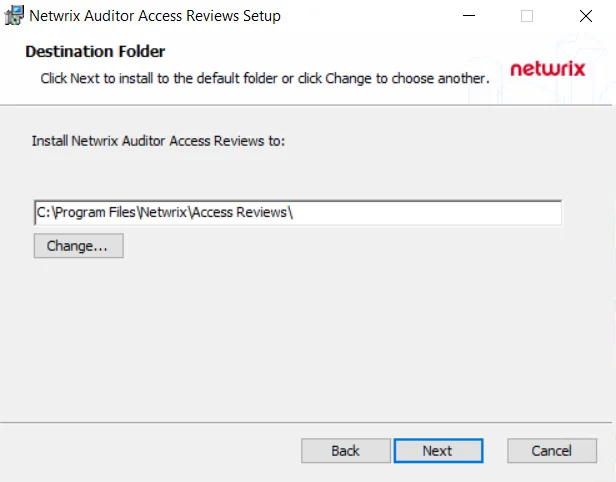 Netwrix Auditor Access Reviews Setup
Destination Folder
Click Next to install to the default folder or click Change to choose another.
netwrix
Install Netwrix Auditor Access Reviews to:
C:\Program Files\Netwrix\Access Reviews\
Change...
Back
Next
Cancel